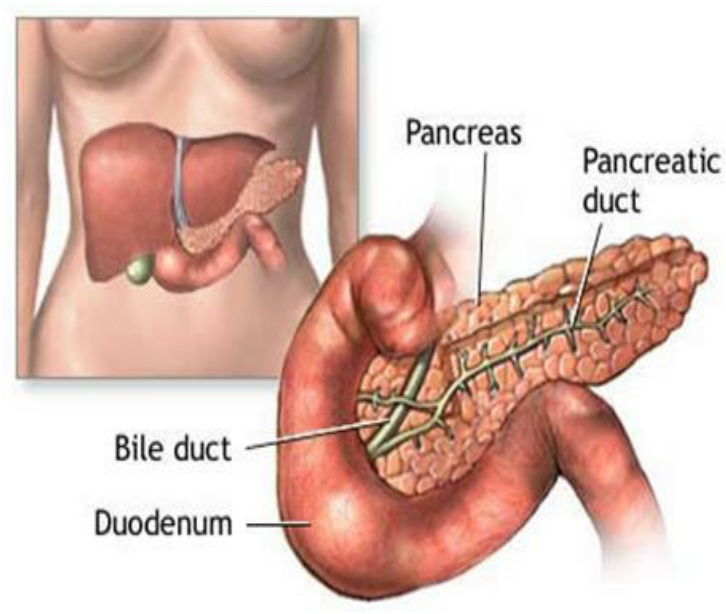 Pancreas
Pancreatic
duct
Bile duct
Duodenum